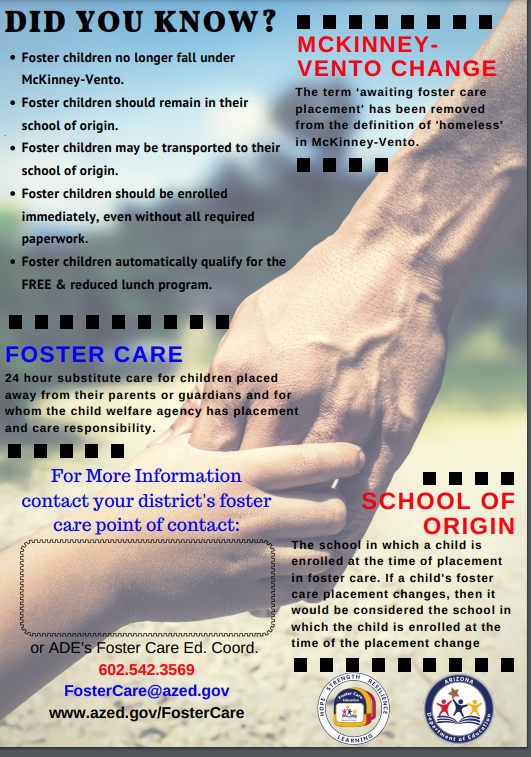 DID YOU KNOW?
• Foster children no longer fall under
McKinney-Vento.
• Foster children should remain in their
school of origin.
• Foster children may be transported to their
school of origin.
• Foster children should be enrolled
immediately, even without all required
paperwork.
• Foster children automatically qualify for the
FREE & reduced lunch program.
MCKINNEY-
VENTO CHANGE
The term 'awaiting foster care
placement' has been removed
from the definition of 'homeless'
in McKinney-Vento.
FOSTER CARE
24 hour substitute care for children placed
away from their parents or guardians and for
whom the child welfare agency has placement
and care responsibility.
For More Information
contact your district's foster
care point of contact:
or ADE's Foster Care Ed. Coord.
602.542.3569
FosterCare@azed.gov
www.azed.gov/FosterCare
SCHOOL OF
ORIGIN
The school in which a child is
enrolled at the time of placement
in foster care. If a child's foster
care placement changes, then it
would be considered the school in
which the child is enrolled at the
time of the placement change
HOPE STRENGTH RESILIENCE
LEARNING
Foster Care
Education
ARIZONA
Department of Education